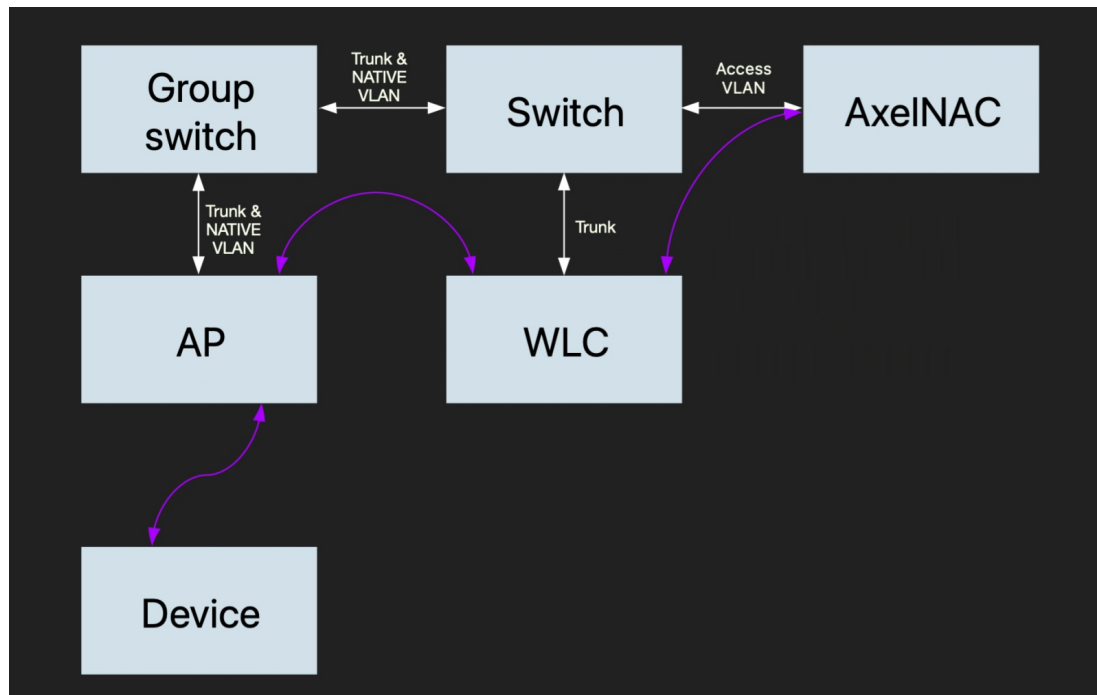 Group
switch
Trunk &
NATIVE
VLAN
Switch
Access
VLAN
AxelNAC
Trunk &
NATIVE
VLAN
Trunk
AP
WLC
Device